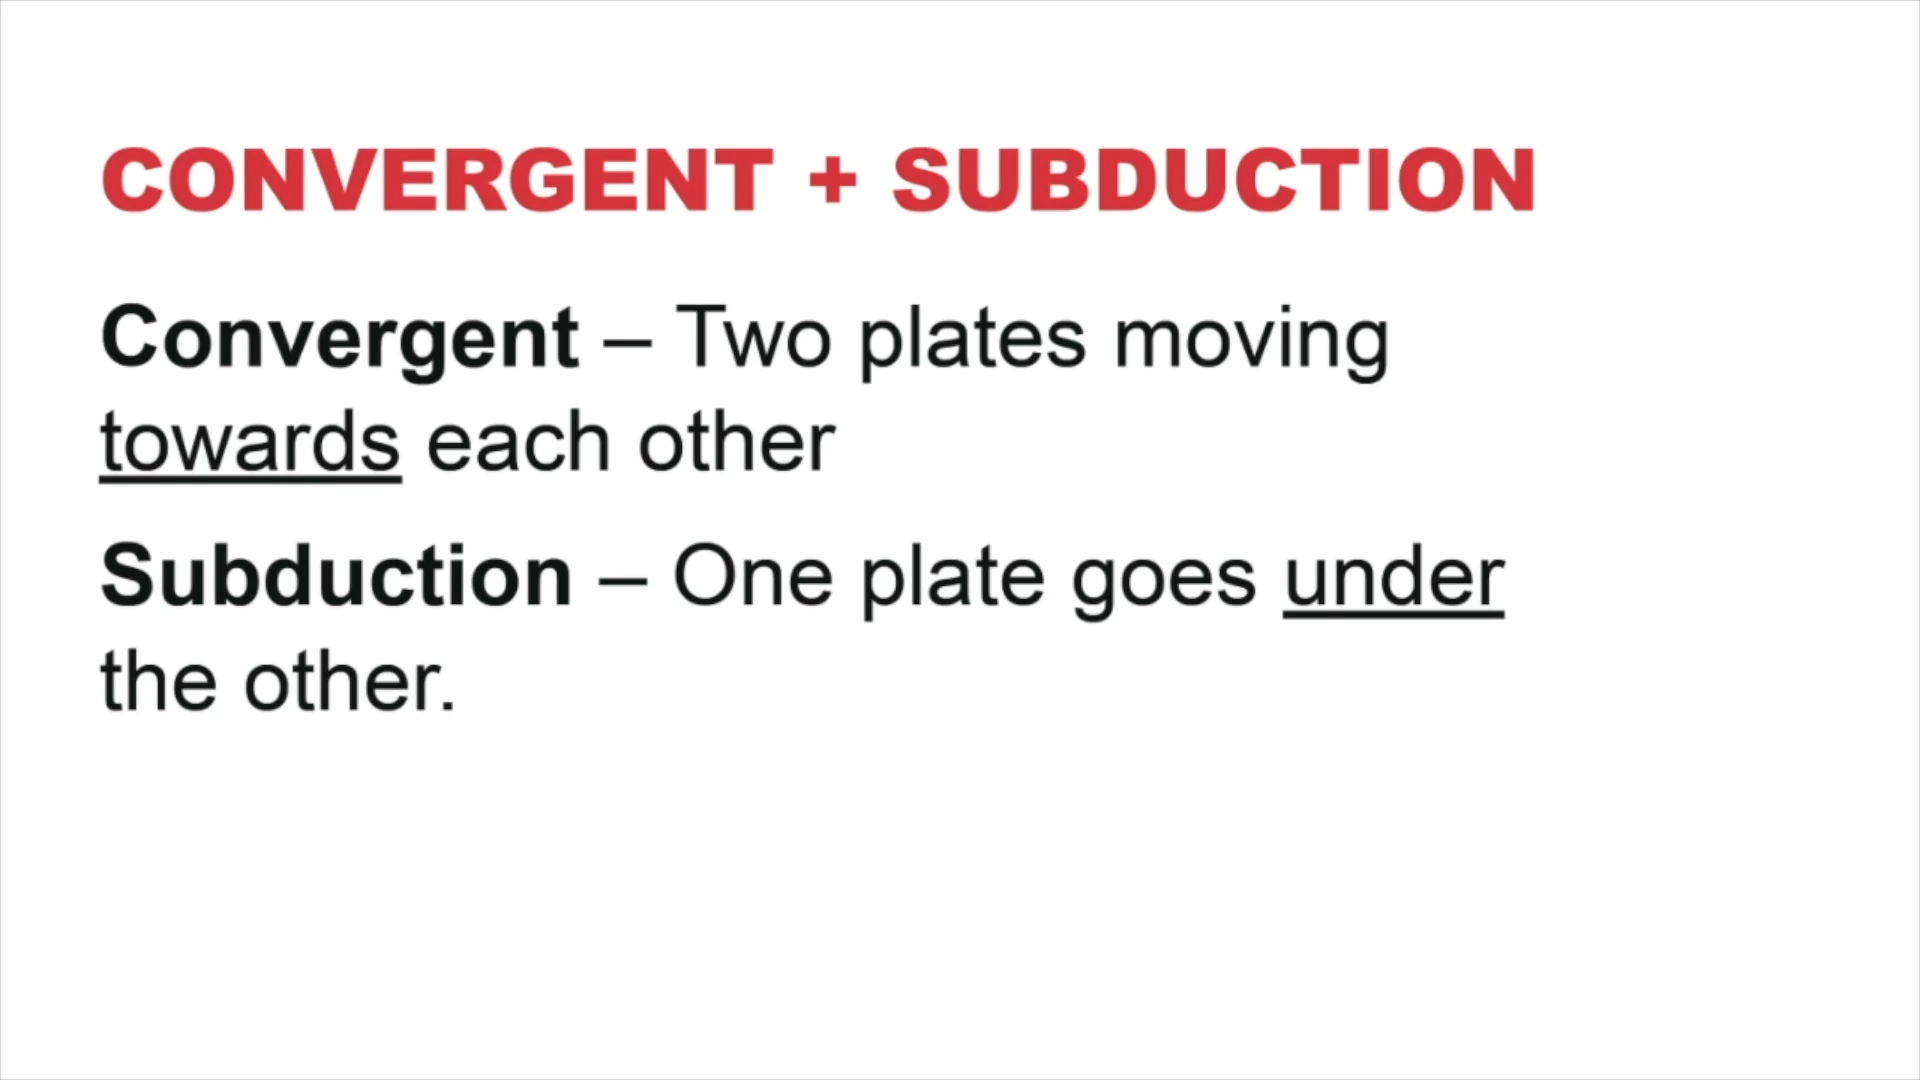 CONVERGENT + SUBDUCTION
Convergent – Two plates moving
towards each other
Subduction – One plate goes under
the other.